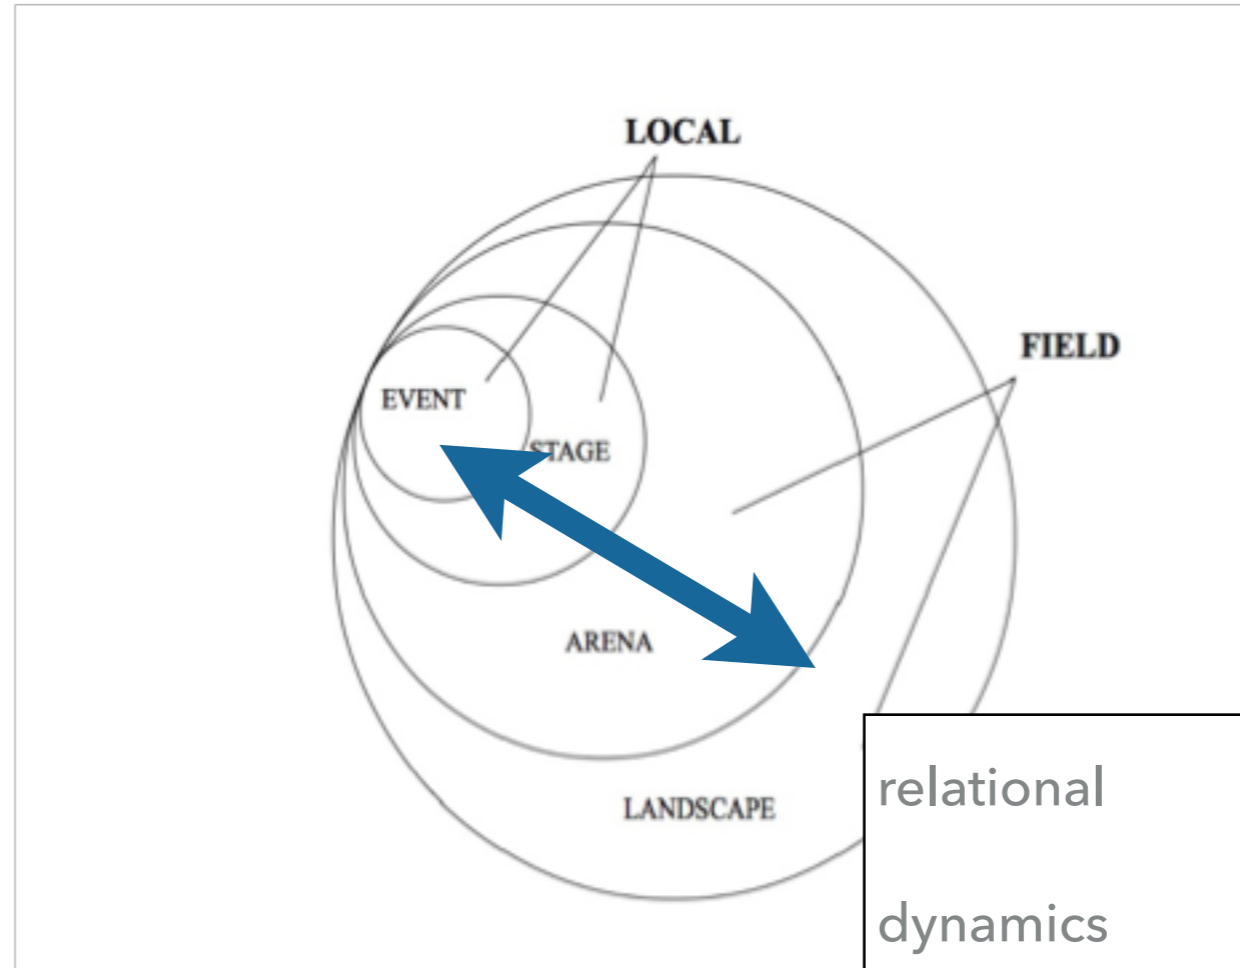 LOCAL
FIELD
EVENT
STAGE
ARENA
LANDSCAPE
relational
dynamics